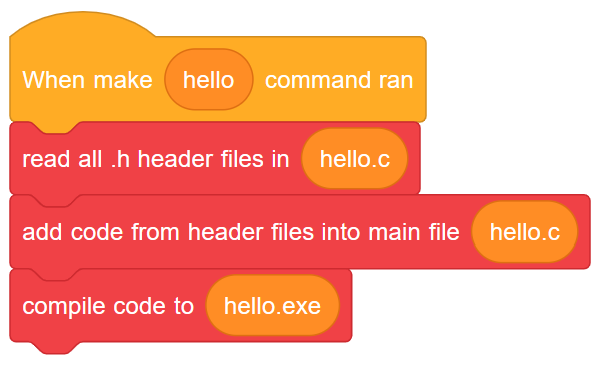 When make hello command ran
read all .h header files in hello.c
add code from header files into main file hello.c
compile code to hello.exe